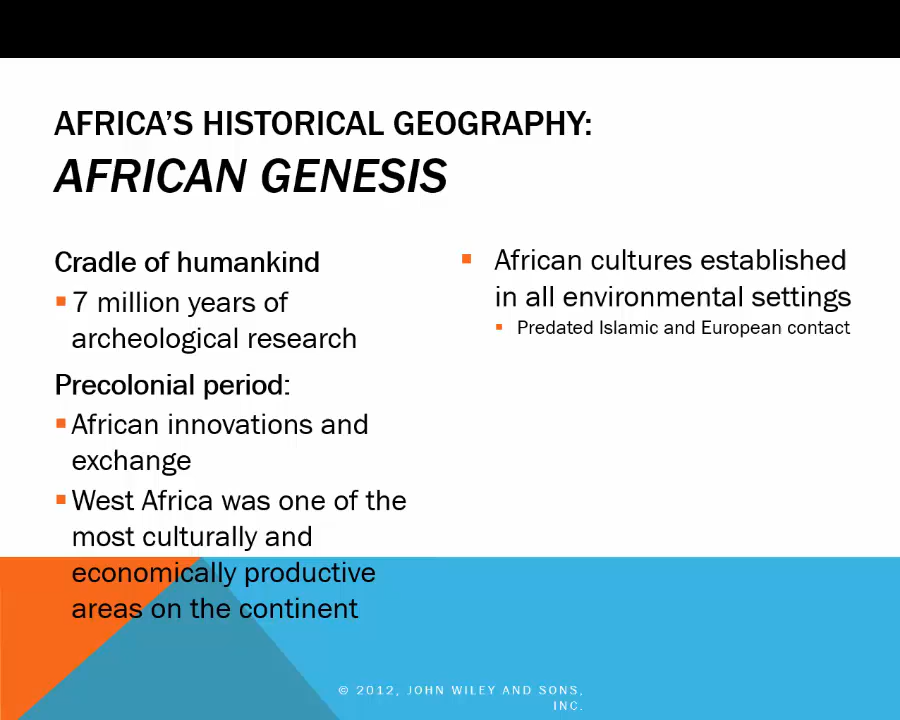 AFRICA'S HISTORICAL GEOGRAPHY:
AFRICAN GENESIS
Cradle of humankind
▪ 7 million years of
archeological research
Precolonial period:
▪ African innovations and
exchange
▪ West Africa was one of the
most culturally and
economically productive
areas on the continent
▪ African cultures established
in all environmental settings
▪ Predated Islamic and European contact
© 2012, JOHN WILEY AND SONS,
INC.